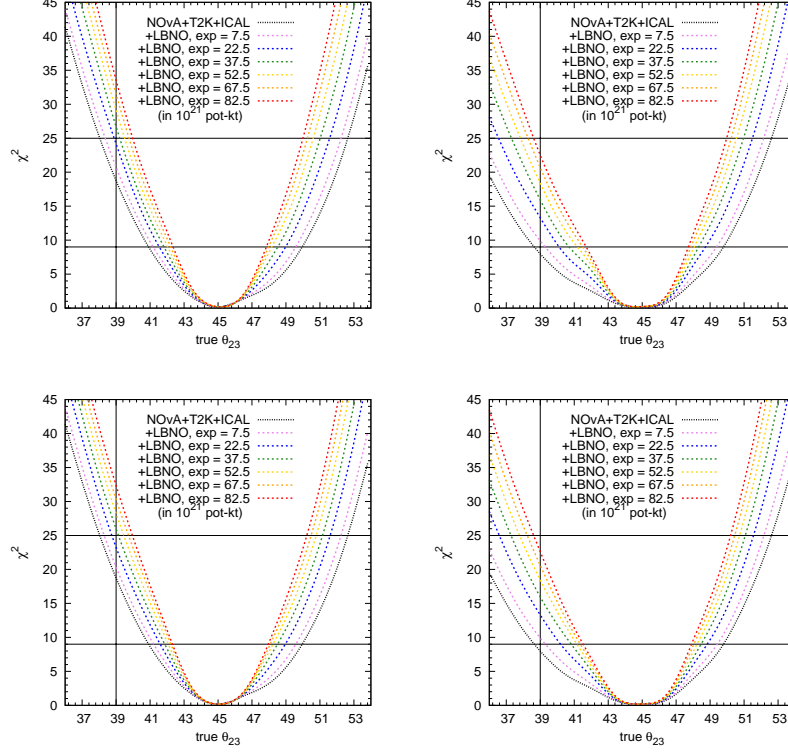 45
40
35
30
25
20
15
10
5
0
χ²
NOνA+T2K+ICAL
+LBNO, exp = 7.5
+LBNO, exp = 22.5
+LBNO, exp = 37.5
+LBNO, exp = 52.5
+LBNO, exp = 67.5
+LBNO, exp = 82.5
(in 10²¹ pot-kt)
37 39 41 43 45 47 49 51 53
true θ₂₃
45
40
35
30
25
20
15
10
5
0
χ²
NOνA+T2K+ICAL
+LBNO, exp = 7.5
+LBNO, exp = 22.5
+LBNO, exp = 37.5
+LBNO, exp = 52.5
+LBNO, exp = 67.5
+LBNO, exp = 82.5
(in 10²¹ pot-kt)
37 39 41 43 45 47 49 51 53
true θ₂₃
45
40
35
30
25
20
15
10
5
0
χ²
NOνA+T2K+ICAL
+LBNO, exp = 7.5
+LBNO, exp = 22.5
+LBNO, exp = 37.5
+LBNO, exp = 52.5
+LBNO, exp = 67.5
+LBNO, exp = 82.5
(in 10²¹ pot-kt)
37 39 41 43 45 47 49 51 53
true θ₂₃
45
40
35
30
25
20
15
10
5
0
χ²
NOνA+T2K+ICAL
+LBNO, exp = 7.5
+LBNO, exp = 22.5
+LBNO, exp = 37.5
+LBNO, exp = 52.5
+LBNO, exp = 67.5
+LBNO, exp = 82.5
(in 10²¹ pot-kt)
37 39 41 43 45 47 49 51 53
true θ₂₃